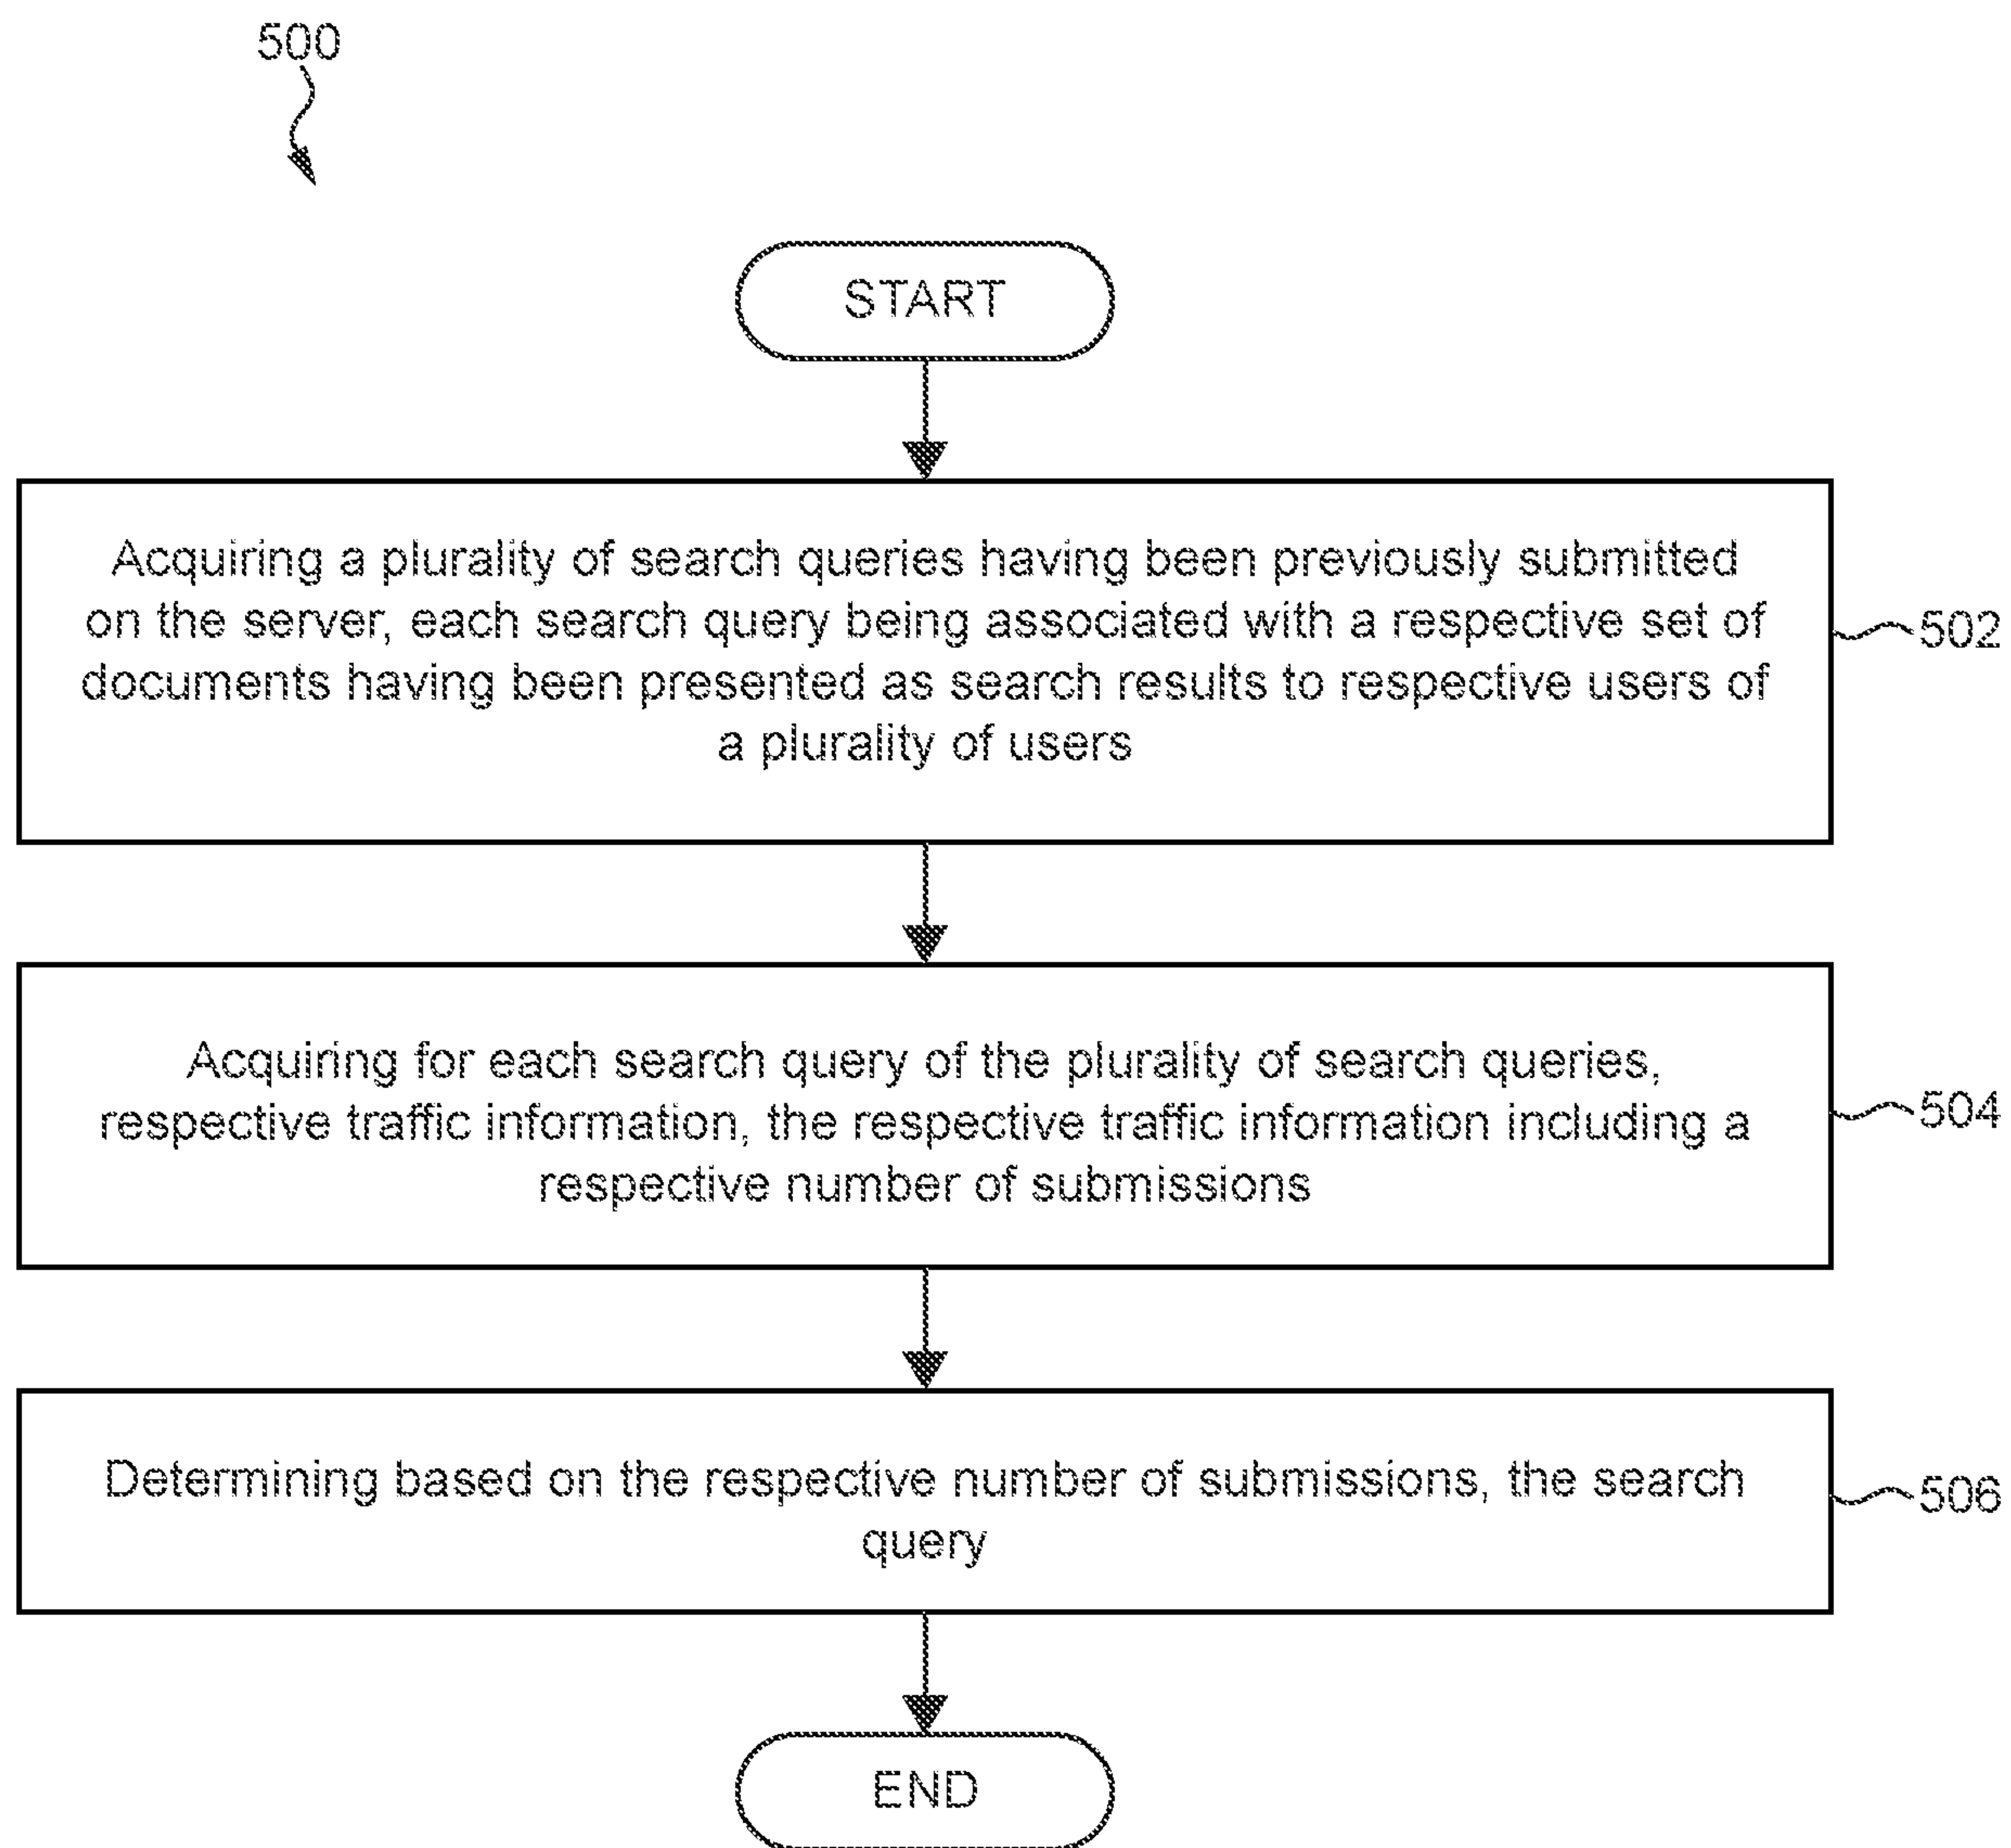 500
START
Acquiring a plurality of search queries having been previously submitted
on the server, each search query being associated with a respective set of
documents having been presented as search results to respective users of
a plurality of users
502
Acquiring for each search query of the plurality of search queries,
respective traffic information, the respective traffic information including a
respective number of submissions
504
Determining based on the respective number of submissions, the search
query
506
END